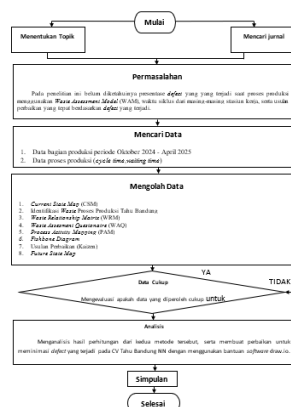 Mulai
Menentukan Topik
Mencari jurnal
Permasalahan
Pada penelitian ini belum diketahuinya presentase defect yang yang terjadi saat proses produksi
menggunakan Waste Assessment Model (WAM), waktu siklus dari masing-masing stasiun kerja, serta usulan
perbaikan yang tepat berdasarkan defect yang terjadi.
Mencari Data
1. Data bagian produksi periode Oktober 2024 - April 2025
2. Data proses produksi (cycle time,waiting time)
Mengolah Data
1. Current State Map (CSM)
2. Identifikasi Waste Proses Produksi Tahu Bandung
3. Waste Relationship Matrix (WRM)
4. Waste Assesment Questionaire (WAQ)
5. Process Activity Mapping (PAM)
6. Fishbone Diagram
7. Usulan Perbaikan (Kaizen)
8. Future State Map
YA
TIDAK
Data Cukup
Mengevaluasi apakah data yang diperoleh cukup untuk
Analisis
Menganalisis hasil perhitungan dari kedua metode tersebut, serta membuat perbaikan untuk
meminimasi defect yang terjadi pada CV Tahu Bandung NN dengan menggunakan bantuan software draw.io.
Simpulan
Selesai